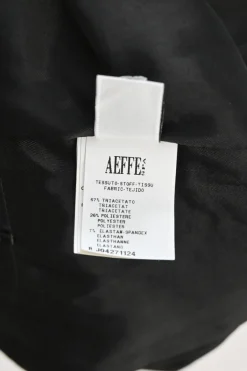 AEFFE SPA
TESSUTO-STOFF-TISSU
FABRIC-TEJIDO
67% TRIACETATO
TRIACETAT
TRIACETATE
26% POLIESTERE
POLYESTER
POLIESTER
7% ELASTAM-SPANDEX
ELASTHAN
ELASTHANNE
ELASTANO